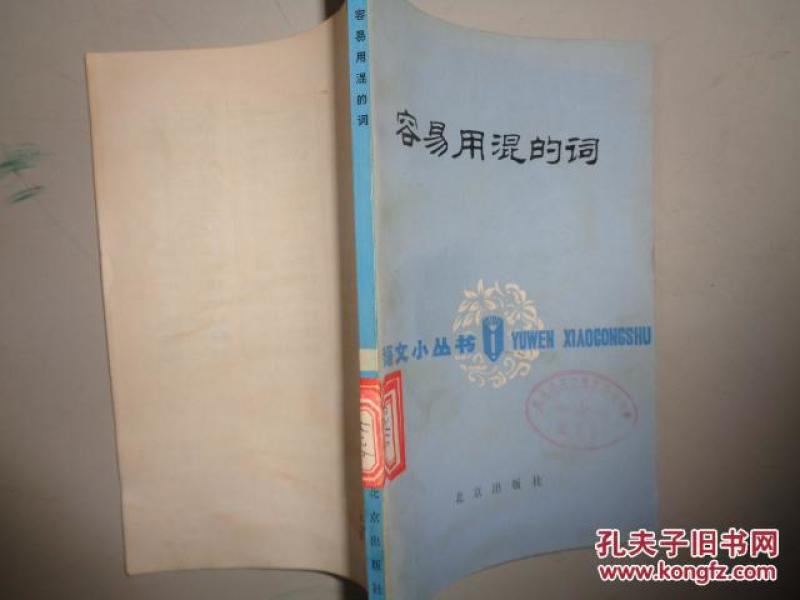 容易用混的词
容易用混的词
语文小丛书
YUWEN XIAOCONGSHU
北京出版社
北京出版社
孔夫子旧书网
kongfz.com